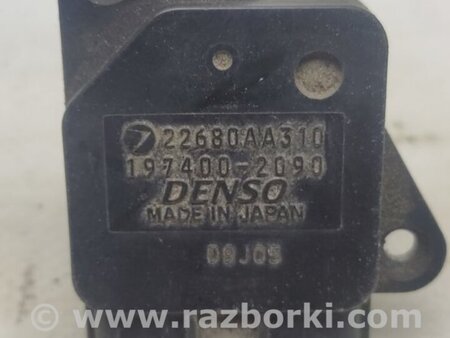 22680AA310
197400-2090
DENSO
MADE IN JAPAN
www.razborki.com